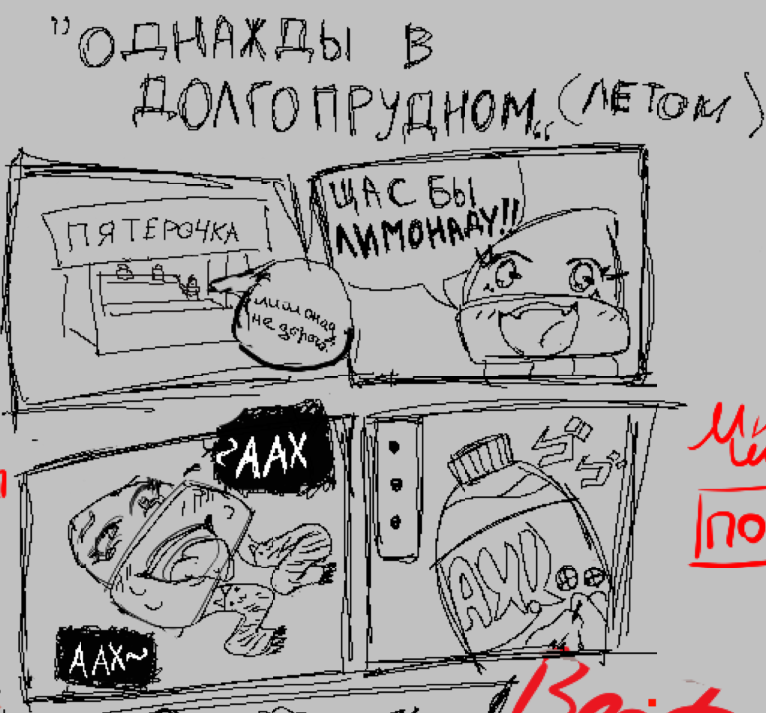 "ОДНАЖДЫ В
ДОЛГОПРУДНОМ„ (ЛЕТОМ)
ПЯТЕРОЧКА
лимонад
не дорого
ЩАС БЫ
ЛИМОНАДУ!!
ААХ
ААХ~
АХ!